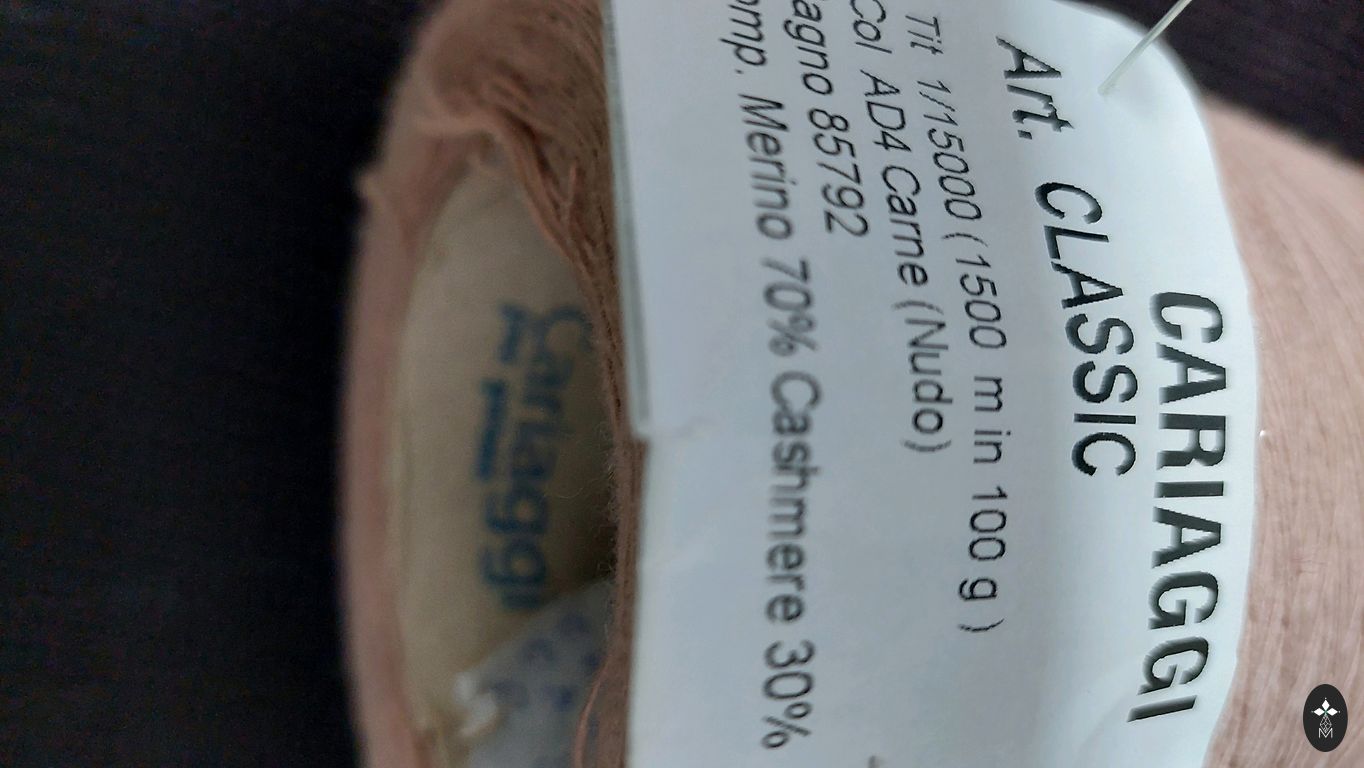 CARIAGGI
Art. CLASSIC
Tit 1/15000 (1500 m in 100 g)
Col AD4 Carne (Nudo)
agno 85792
omp. Merino 70% Cashmere 30%
Cariaggi
M